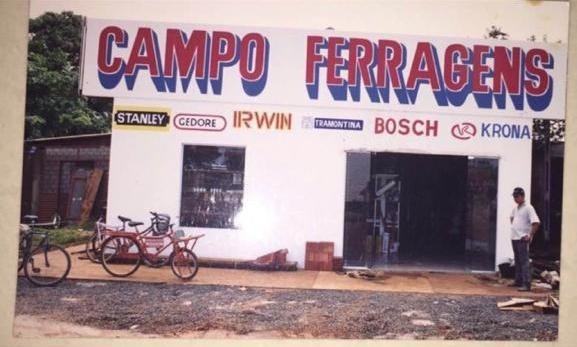 CAMPO FERRAGENS
STANLEY GEDORE IRWIN TRAMONTINA BOSCH KRONA